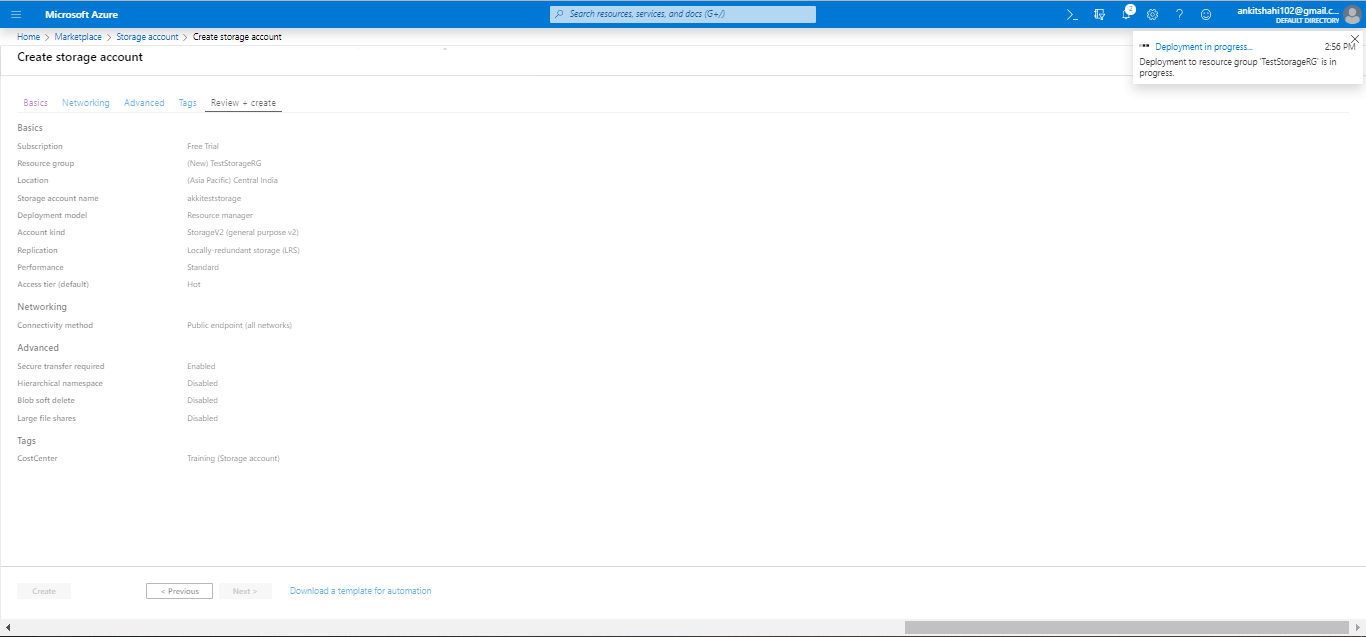 Microsoft Azure
Search resources, services, and docs (G+/)
2
ankitshahi102@gmail.c...
DEFAULT DIRECTORY
Home > Marketplace > Storage account > Create storage account
Create storage account
Deployment in progress... 2:56 PM
Deployment to resource group 'TestStorageRG' is in
progress.
Basics Networking Advanced Tags Review + create
Basics
Subscription Free Trial
Resource group (New) TestStorageRG
Location (Asia Pacific) Central India
Storage account name akkiteststorage
Deployment model Resource manager
Account kind StorageV2 (general purpose v2)
Replication Locally-redundant storage (LRS)
Performance Standard
Access tier (default) Hot
Networking
Connectivity method Public endpoint (all networks)
Advanced
Secure transfer required Enabled
Hierarchical namespace Disabled
Blob soft delete Disabled
Large file shares Disabled
Tags
CostCenter Training (Storage account)
Create < Previous Next > Download a template for automation